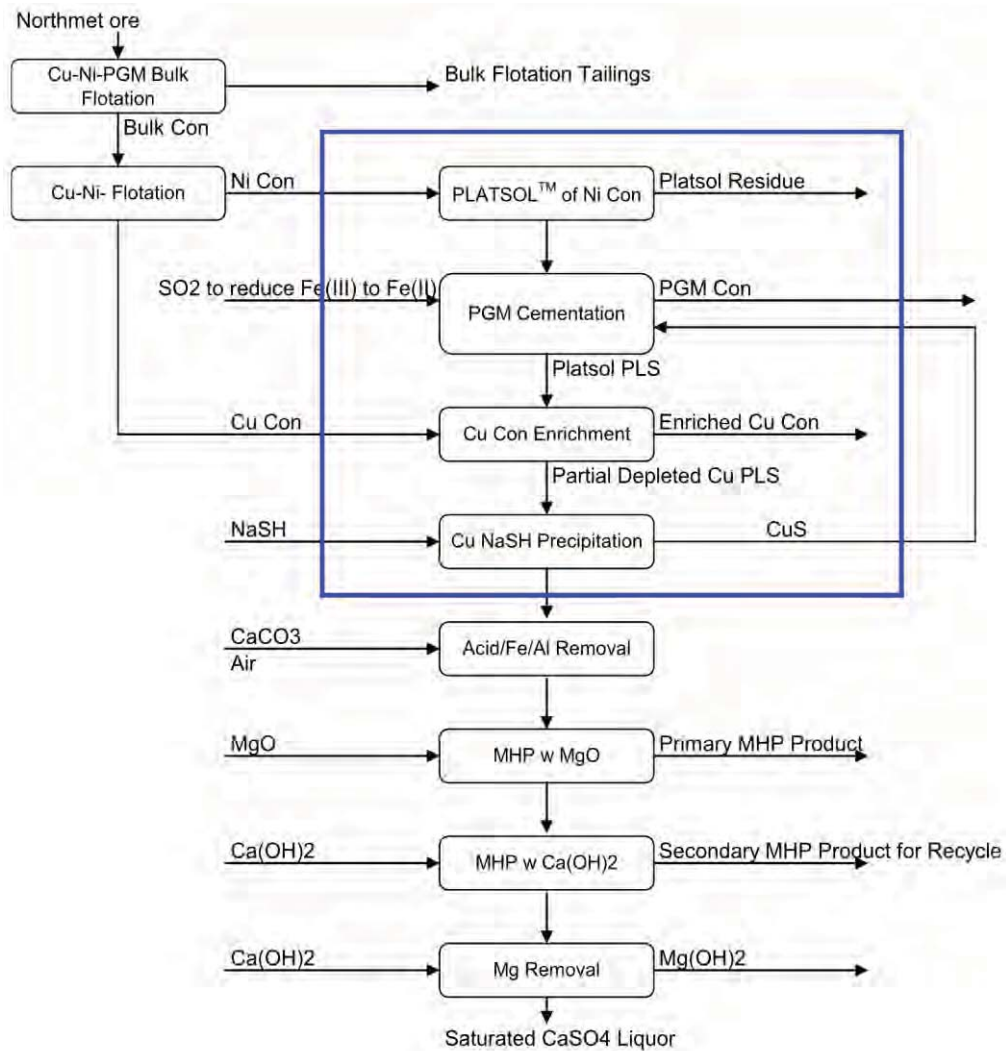 Northmet ore
Cu-Ni-PGM Bulk
Flotation
Bulk Flotation Tailings
Bulk Con
Cu-Ni- Flotation
Ni Con
PLATSOL™ of Ni Con
Platsol Residue
SO2 to reduce Fe(III) to Fe(II)
PGM Cementation
PGM Con
Platsol PLS
Cu Con
Cu Con Enrichment
Enriched Cu Con
Partial Depleted Cu PLS
NaSH
Cu NaSH Precipitation
CuS
CaCO3
Air
Acid/Fe/Al Removal
MgO
MHP w MgO
Primary MHP Product
Ca(OH)2
MHP w Ca(OH)2
Secondary MHP Product for Recycle
Ca(OH)2
Mg Removal
Mg(OH)2
Saturated CaSO4 Liquor